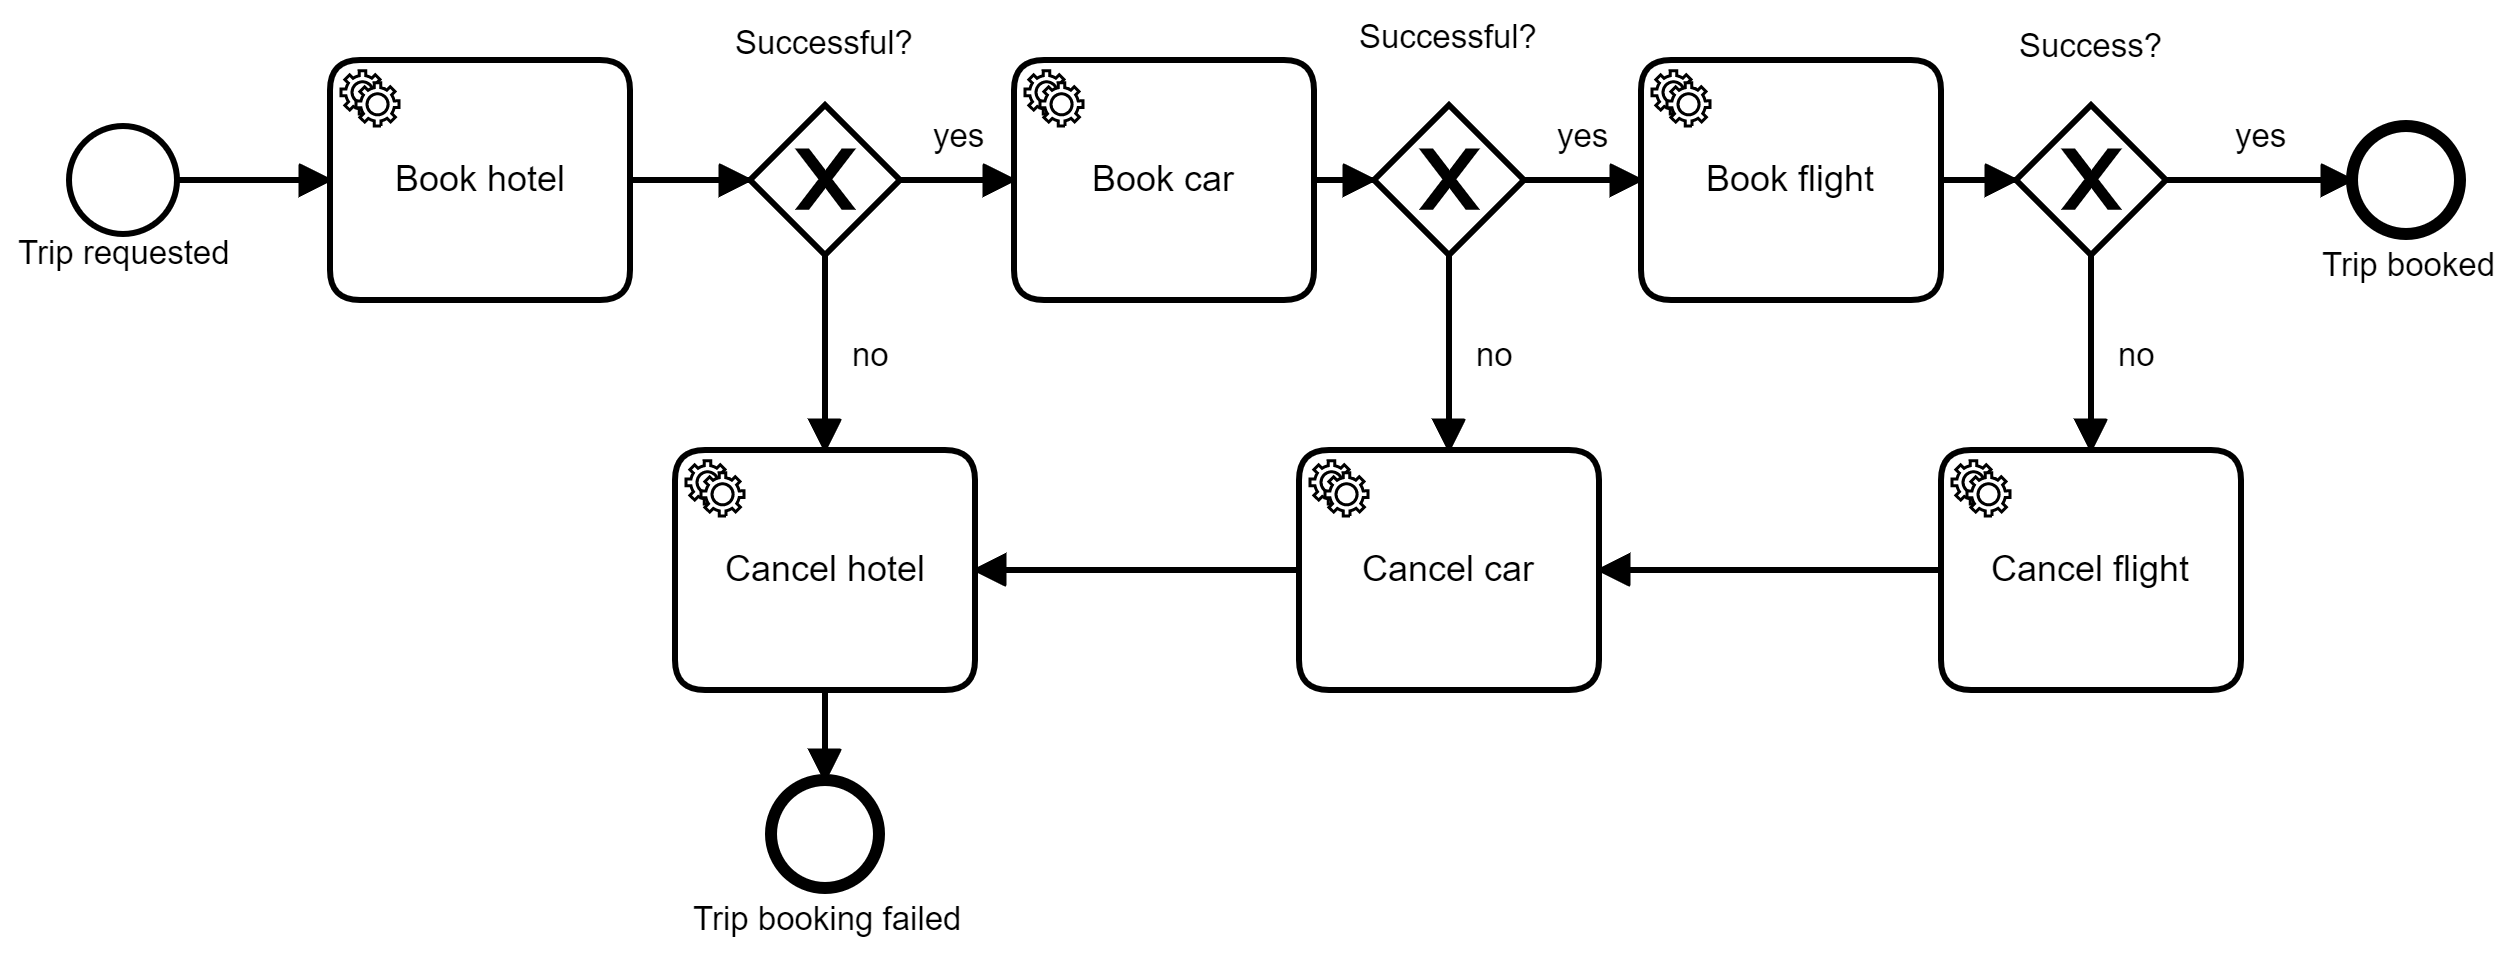 Successful?
Successful?
Success?
yes
yes
yes
Book hotel
Book car
Book flight
Trip requested
Trip booked
no
no
no
Cancel hotel
Cancel car
Cancel flight
Trip booking failed